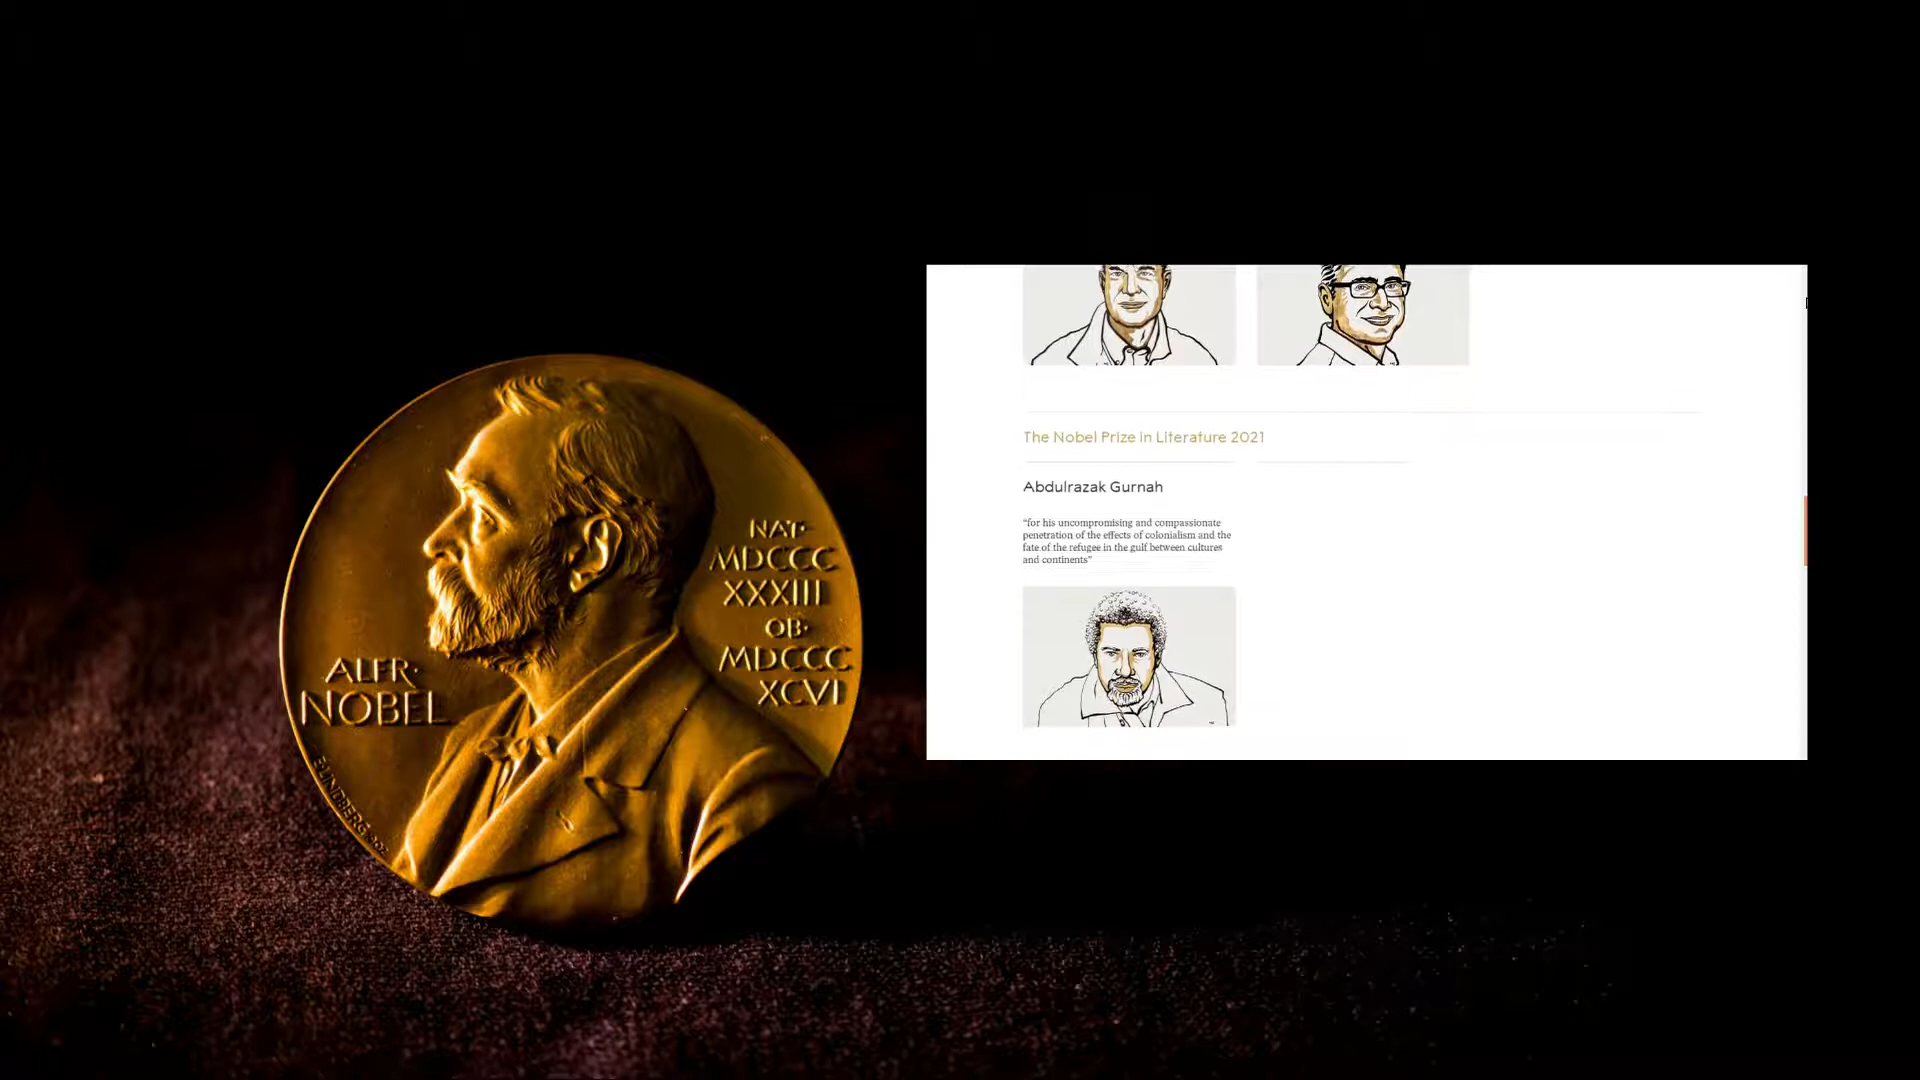 ALFR·
NOBEL
NAT·
MDCCC
XXXIII
OB·
MDCCC
XCVI
E·LINDBERG 1902
The Nobel Prize in Literature 2021
Abdulrazak Gurnah
“for his uncompromising and compassionate
penetration of the effects of colonialism and the
fate of the refugee in the gulf between cultures
and continents”